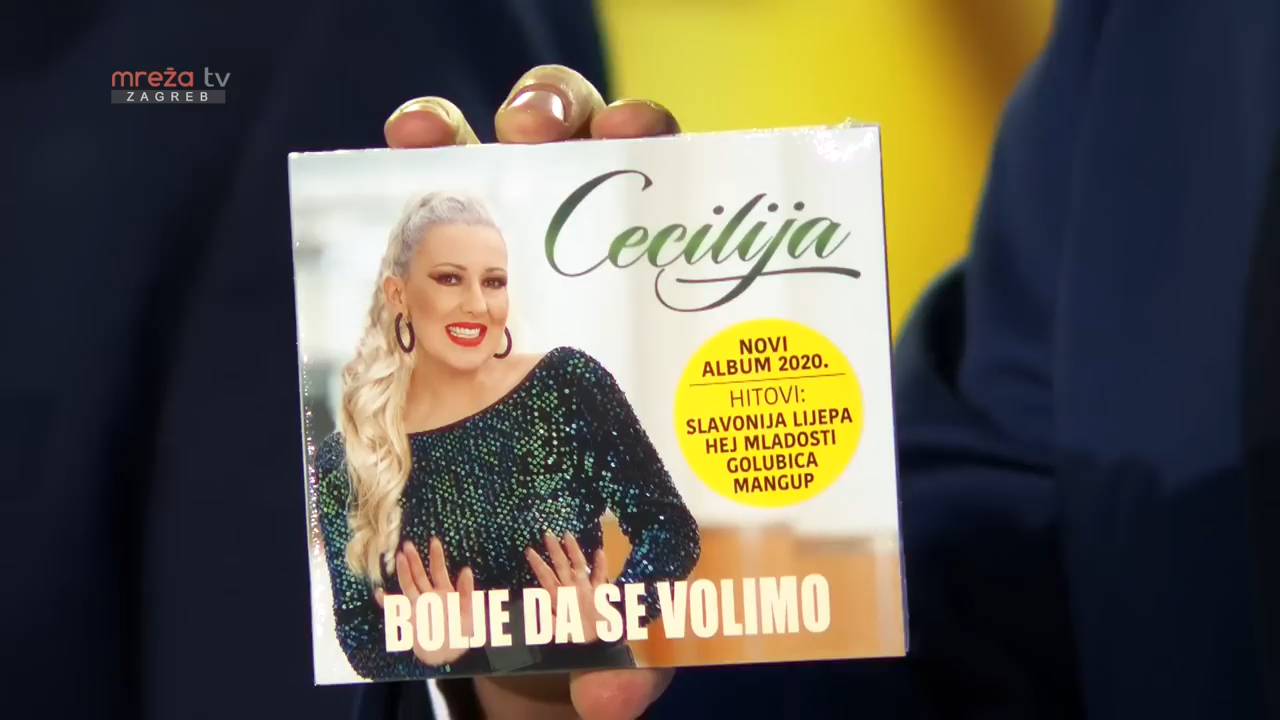 mreža tv
ZAGREB
Cecilija
NOVI
ALBUM 2020.
HITOVI:
SLAVONIJA LIJEPA
HEJ MLADOSTI
GOLUBICA
MANGUP
BOLJE DA SE VOLIMO